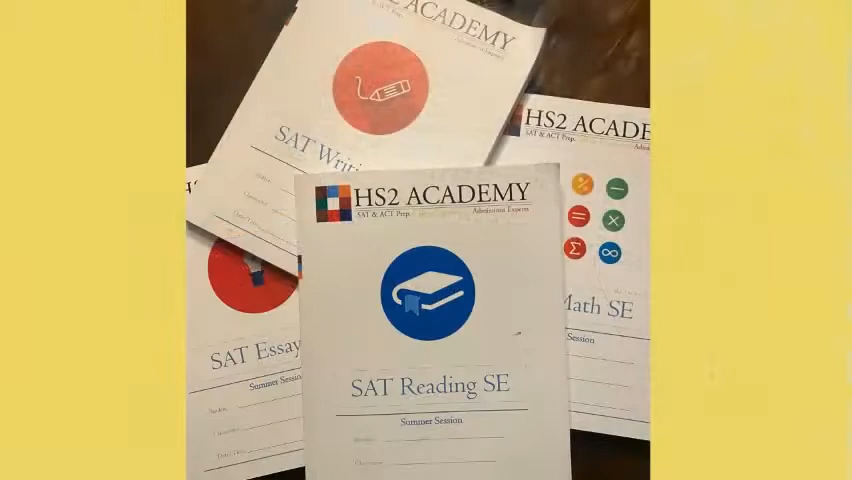 ACADEMY
SAT Writi
HS2 ACADEMY
SAT & ACT Prep.
Admissions Experts
SAT Reading SE
Summer Session
HS2 ACADE
SAT & ACT Prep.
Math SE
Session
SAT Essay
Summer Sessio